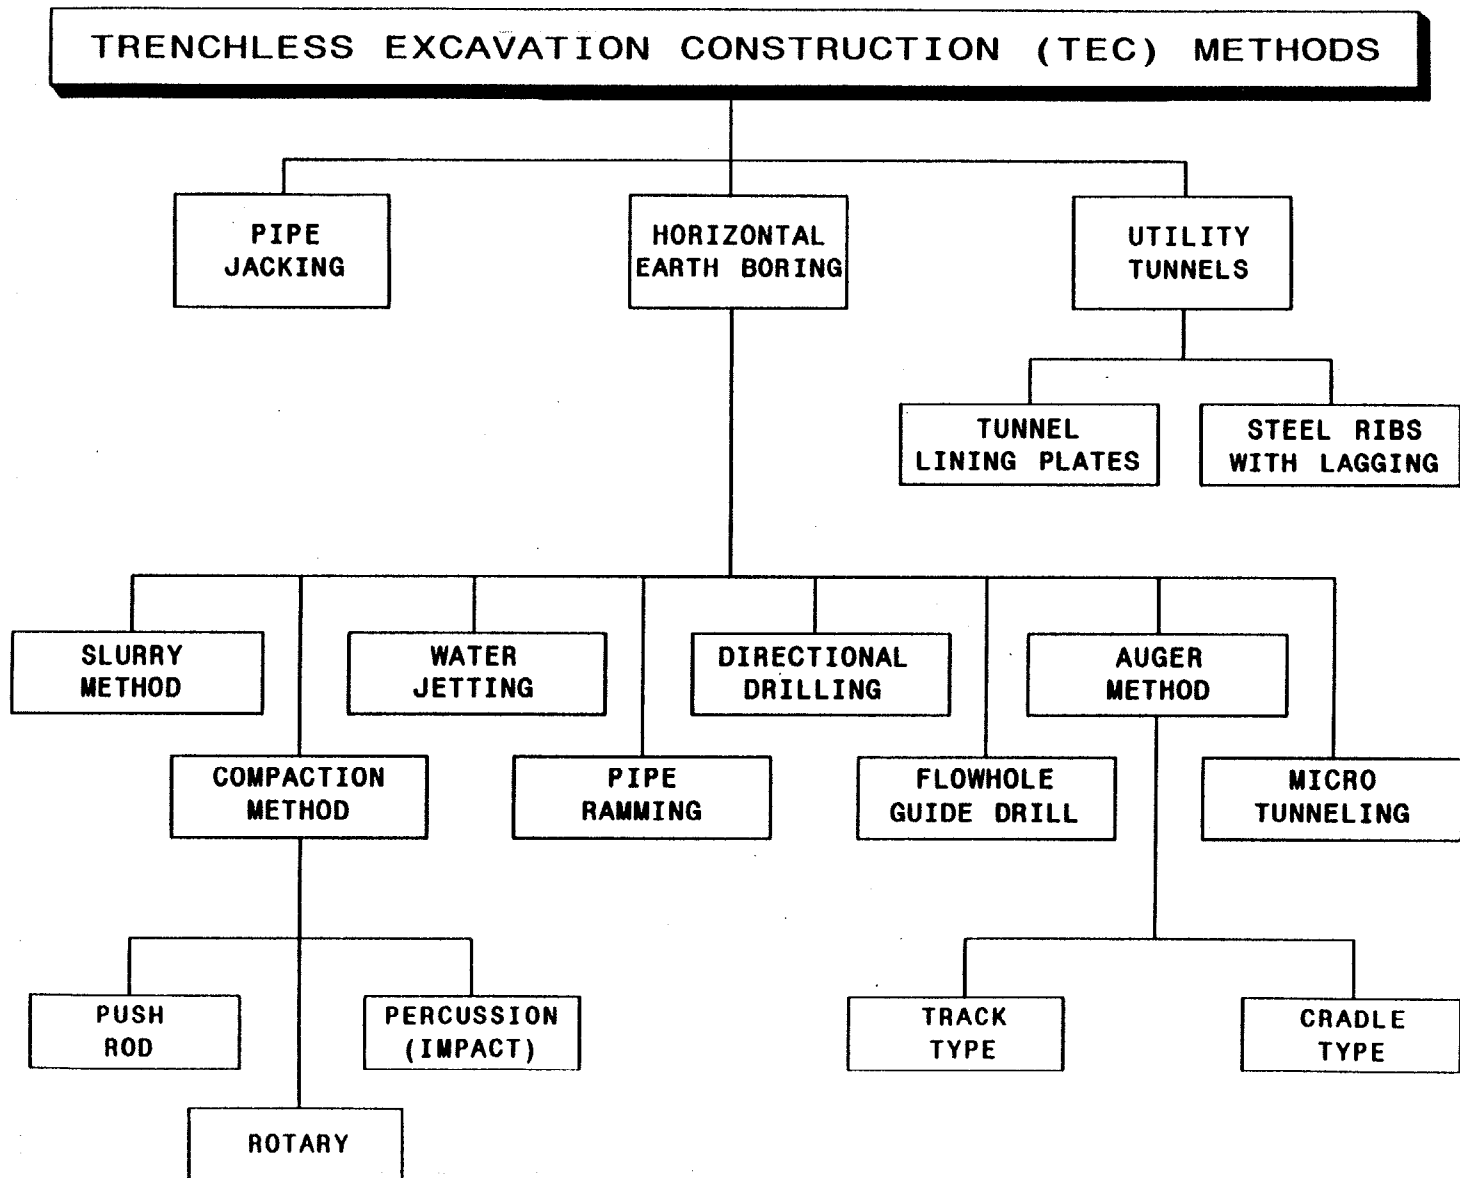 TRENCHLESS EXCAVATION CONSTRUCTION (TEC) METHODS
PIPE
JACKING
HORIZONTAL
EARTH BORING
UTILITY
TUNNELS
TUNNEL
LINING PLATES
STEEL RIBS
WITH LAGGING
SLURRY
METHOD
WATER
JETTING
DIRECTIONAL
DRILLING
AUGER
METHOD
COMPACTION
METHOD
PIPE
RAMMING
FLOWHOLE
GUIDE DRILL
MICRO
TUNNELING
PUSH
ROD
PERCUSSION
(IMPACT)
TRACK
TYPE
CRADLE
TYPE
ROTARY